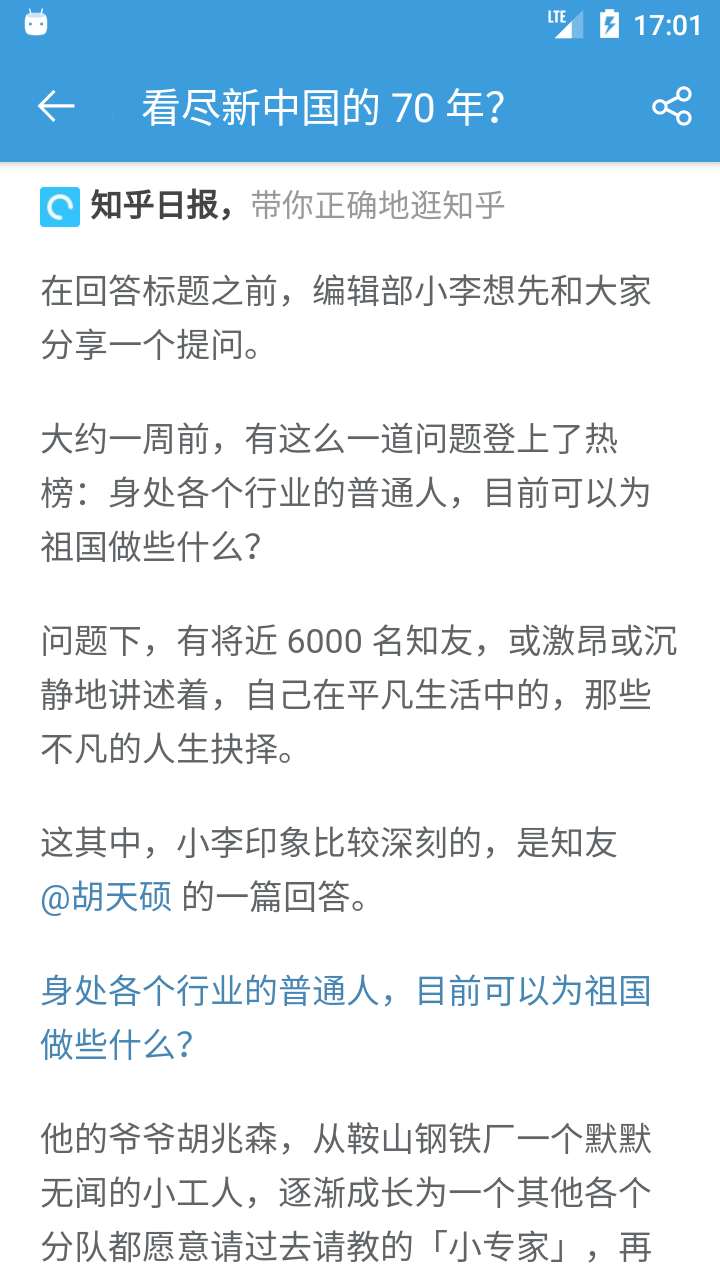 LTE 17:01
看尽新中国的 70 年？
知乎日报，带你正确地逛知乎
在回答标题之前，编辑部小李想先和大家
分享一个提问。
大约一周前，有这么一道问题登上了热
榜：身处各个行业的普通人，目前可以为
祖国做些什么？
问题下，有将近 6000 名知友，或激昂或沉
静地讲述着，自己在平凡生活中的，那些
不凡的人生抉择。
这其中，小李印象比较深刻的，是知友
@胡天硕 的一篇回答。
身处各个行业的普通人，目前可以为祖国
做些什么？
他的爷爷胡兆森，从鞍山钢铁厂一个默默
无闻的小工人，逐渐成长为一个其他各个
分队都愿意请过去请教的「小专家」，再